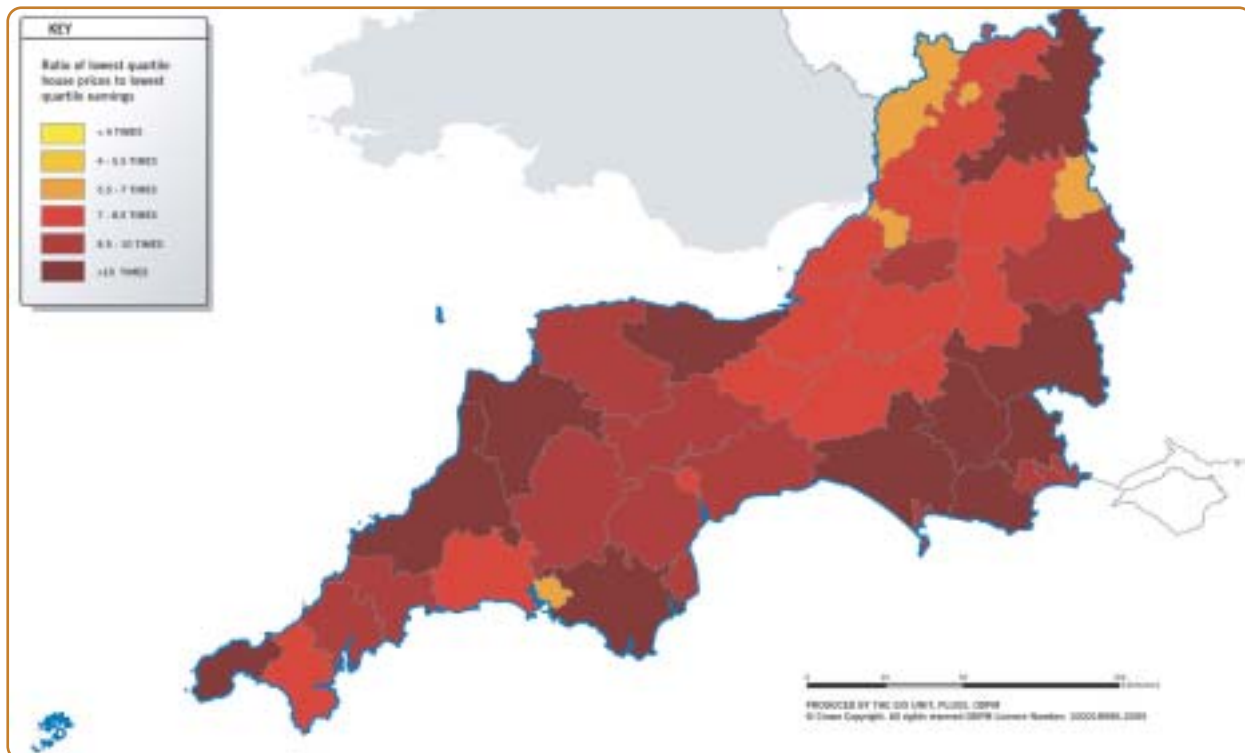 KEY
Ratio of lowest quartile
house prices to lowest
quartile earnings
< 4 TIMES
4 - 5.5 TIMES
5.5 - 7 TIMES
7 - 8.5 TIMES
8.5 - 10 TIMES
>10 TIMES
PRODUCED BY THE GIS UNIT, ODPM
© Crown Copyright. All rights reserved ODPM Licence Number: